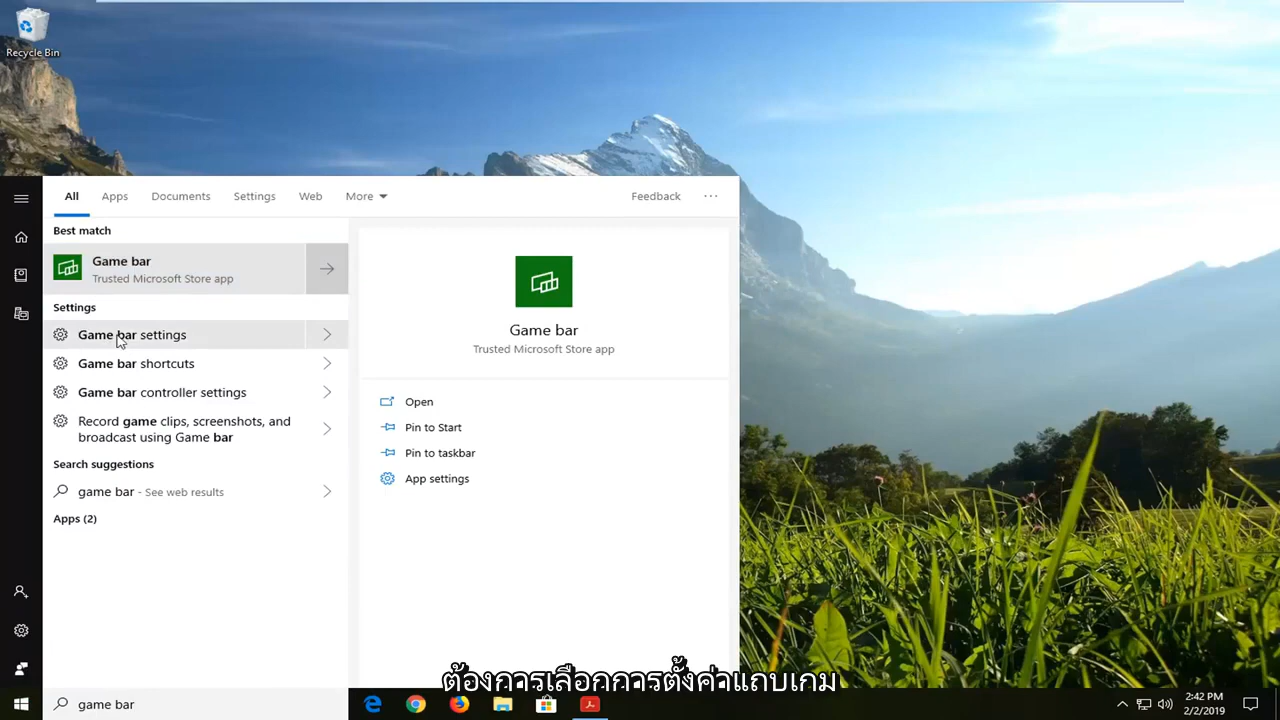 Recycle Bin
All Apps Documents Settings Web More Feedback ...
Best match
Game bar
Trusted Microsoft Store app
Settings
Game bar settings
Game bar shortcuts
Game bar controller settings
Record game clips, screenshots, and
broadcast using Game bar
Search suggestions
game bar - See web results
Apps (2)
Game bar
Trusted Microsoft Store app
Open
Pin to Start
Pin to taskbar
App settings
ต้องการเลือกการตั้งค่าแถบเกม
game bar
2:42 PM
2/2/2019